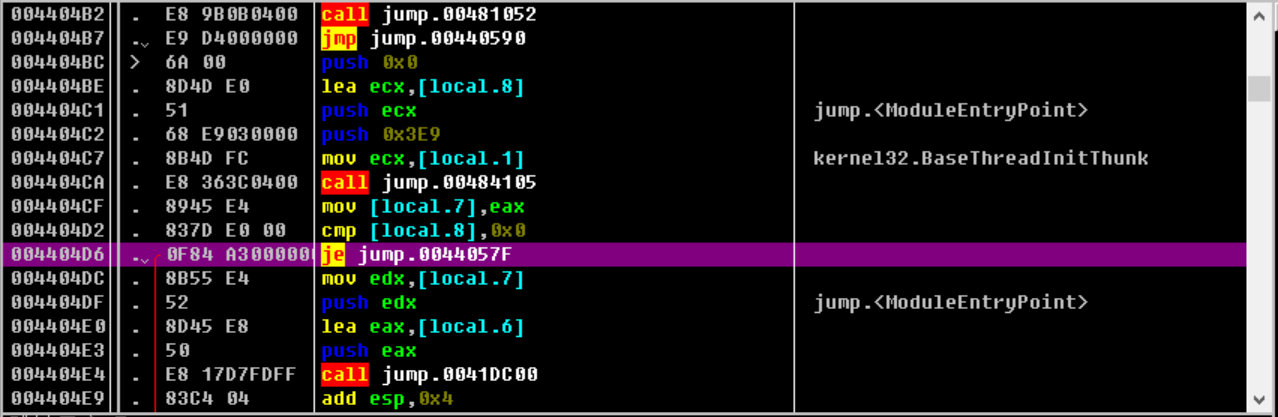 004404B2 . E8 9B0B0400 call jump.00481052
004404B7 . E9 D4000000 jmp jump.00440590
004404BC > 6A 00 push 0x0
004404BE . 8D4D E0 lea ecx,[local.8]
004404C1 . 51 push ecx jump.<ModuleEntryPoint>
004404C2 . 68 E9030000 push 0x3E9
004404C7 . 8B4D FC mov ecx,[local.1] kernel32.BaseThreadInitThunk
004404CA . E8 363C0400 call jump.00484105
004404CF . 8945 E4 mov [local.7],eax
004404D2 . 837D E0 00 cmp [local.8],0x0
004404D6 . 0F84 A3000000 je jump.0044057F
004404DC . 8B55 E4 mov edx,[local.7]
004404DF . 52 push edx jump.<ModuleEntryPoint>
004404E0 . 8D45 E8 lea eax,[local.6]
004404E3 . 50 push eax
004404E4 . E8 17D7FDFF call jump.0041DC00
004404E9 . 83C4 04 add esp,0x4